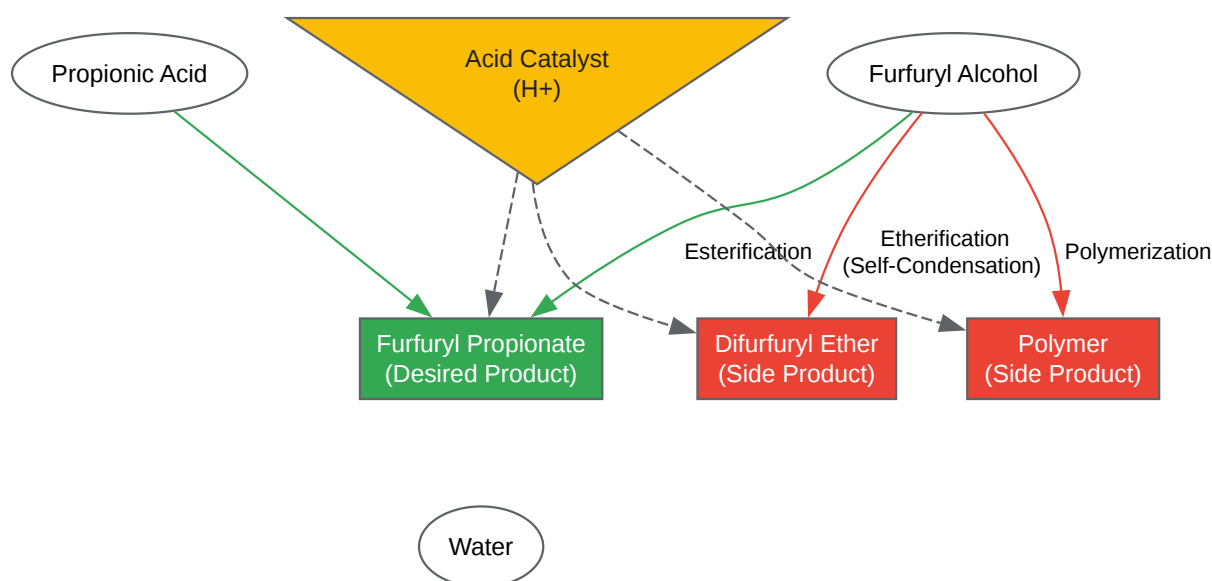 Propionic Acid
Acid Catalyst
(H+)
Furfuryl Alcohol
Esterification
Etherification
(Self-Condensation)
Polymerization
Furfuryl Propionate
(Desired Product)
Difurfuryl Ether
(Side Product)
Polymer
(Side Product)
Water